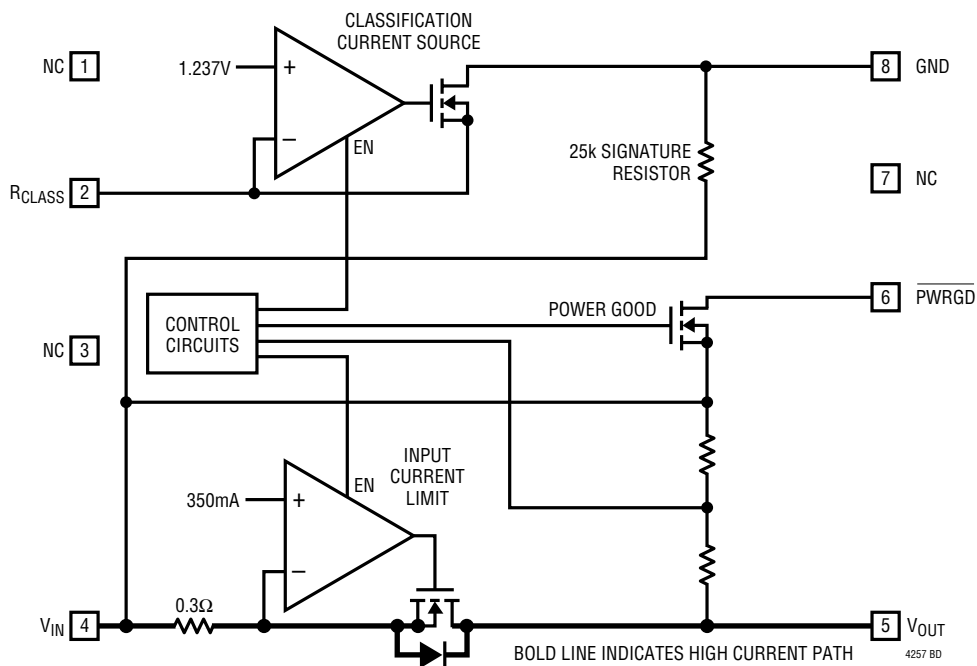 CLASSIFICATION
CURRENT SOURCE
NC 1
1.237V
+
8 GND
–
EN
25k SIGNATURE
RESISTOR
7 NC
RCLASS 2
6 PWRGD
POWER GOOD
CONTROL
CIRCUITS
NC 3
INPUT
CURRENT
LIMIT
EN
350mA
+
–
0.3Ω
VIN 4
5 VOUT
BOLD LINE INDICATES HIGH CURRENT PATH
4257 BD